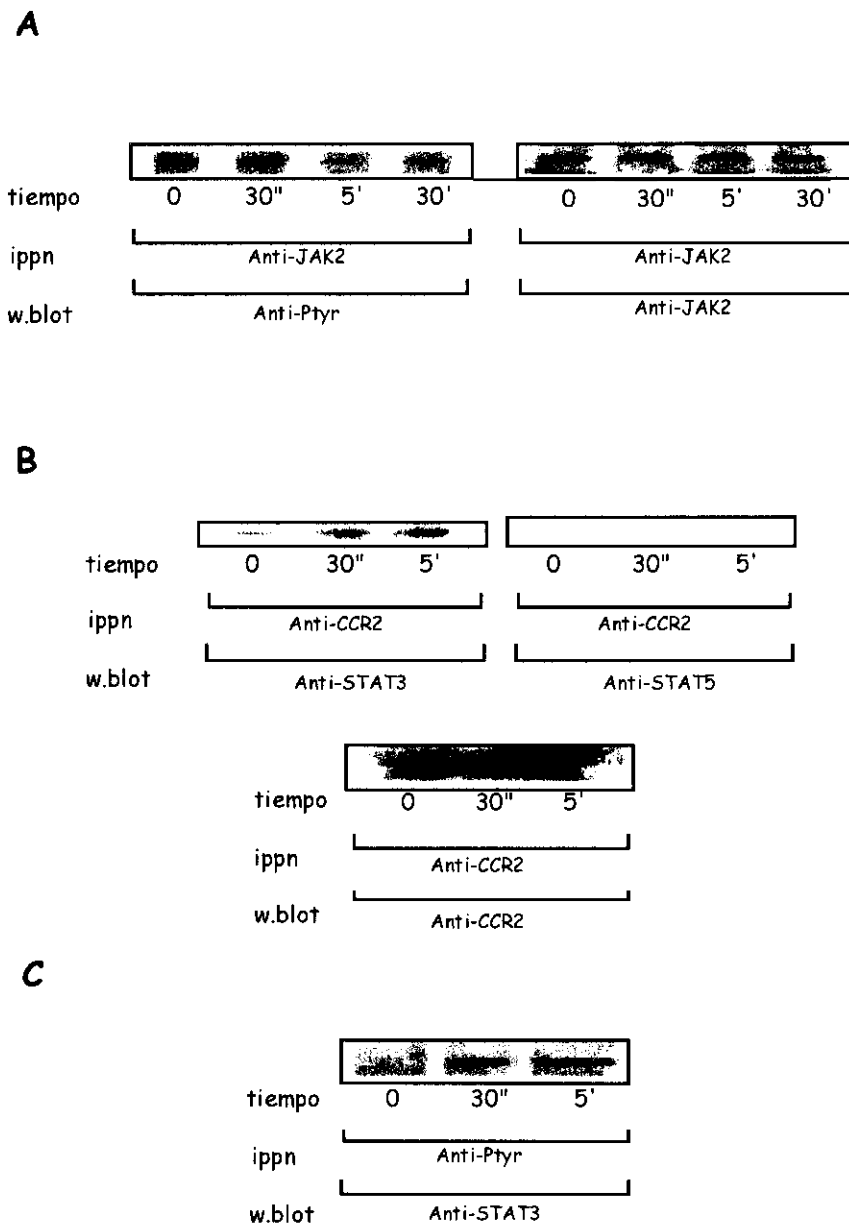 A
tiempo 0 30" 5' 30' 0 30" 5' 30'
ippn Anti-JAK2 Anti-JAK2
w.blot Anti-Ptyr Anti-JAK2
B
tiempo 0 30" 5' 0 30" 5'
ippn Anti-CCR2 Anti-CCR2
w.blot Anti-STAT3 Anti-STAT5
tiempo 0 30" 5'
ippn Anti-CCR2
w.blot Anti-CCR2
C
tiempo 0 30" 5'
ippn Anti-Ptyr
w.blot Anti-STAT3